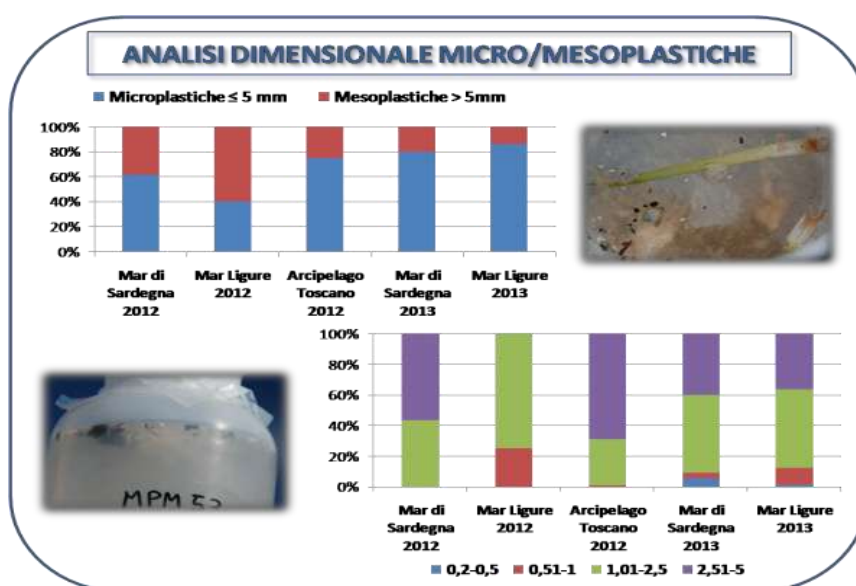 ANALISI DIMENSIONALE MICRO/MESOPLASTICHE
Microplastiche ≤ 5 mm Mesoplastiche > 5mm
100%
80%
60%
40%
20%
0%
Mar di Sardegna 2012
Mar Ligure 2012
Arcipelago Toscano 2012
Mar di Sardegna 2013
Mar Ligure 2013
100%
80%
60%
40%
20%
0%
Mar di Sardegna 2012
Mar Ligure 2012
Arcipelago Toscano 2012
Mar di Sardegna 2013
Mar Ligure 2013
0,2-0,5 0,51-1 1,01-2,5 2,51-5
MPM